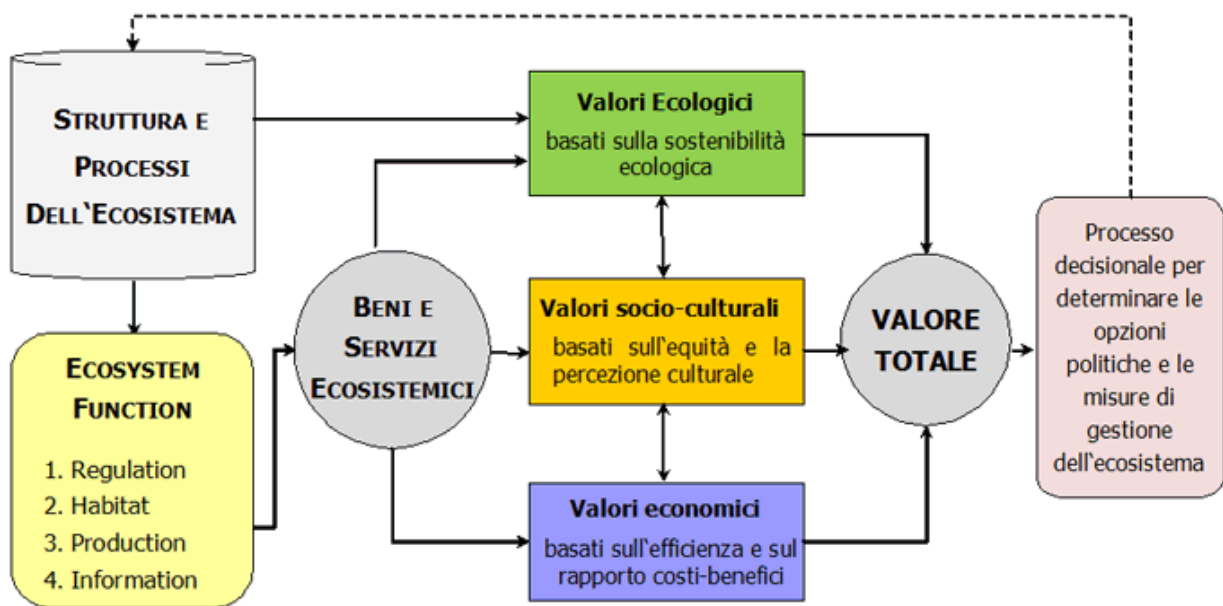 STRUTTURA E
PROCESSI
DELL‘ECOSISTEMA
ECOSYSTEM
FUNCTION
1. Regulation
2. Habitat
3. Production
4. Information
BENI E
SERVIZI
ECOSISTEMICI
Valori Ecologici
basati sulla sostenibilità
ecologica
Valori socio-culturali
basati sull‘equità e la
percezione culturale
Valori economici
basati sull‘efficienza e sul
rapporto costi-benefici
VALORE
TOTALE
Processo
decisionale per
determinare le
opzioni
politiche e le
misure di
gestione
dell‘ecosistema